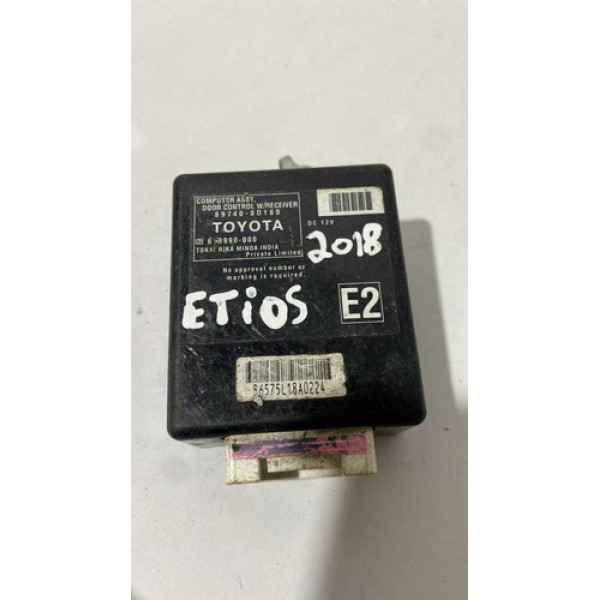 COMPUTER ASSY,
DOOR CONTROL W/RECEIVER
89740-0D180
TOYOTA
DC 12V
TOKAI RIKA MINDA INDIA
Private Limited
2018
No approval number or
marking is required.
ETiOS
E2
86575L18A0224